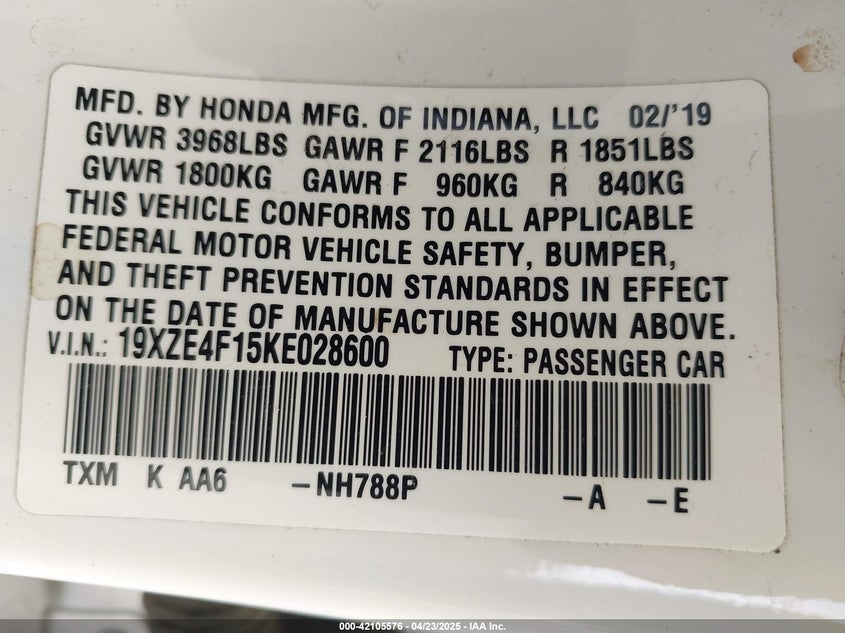 MFD. BY HONDA MFG. OF INDIANA, LLC 02/'19
GVWR 3968LBS GAWR F 2116LBS R 1851LBS
GVWR 1800KG GAWR F 960KG R 840KG
THIS VEHICLE CONFORMS TO ALL APPLICABLE
FEDERAL MOTOR VEHICLE SAFETY, BUMPER,
AND THEFT PREVENTION STANDARDS IN EFFECT
ON THE DATE OF MANUFACTURE SHOWN ABOVE.
V.I.N.: 19XZE4F15KE028600 TYPE: PASSENGER CAR
TXM K AA6 -NH788P -A -E
000-42105576 - 04/23/2025 - IAA Inc.